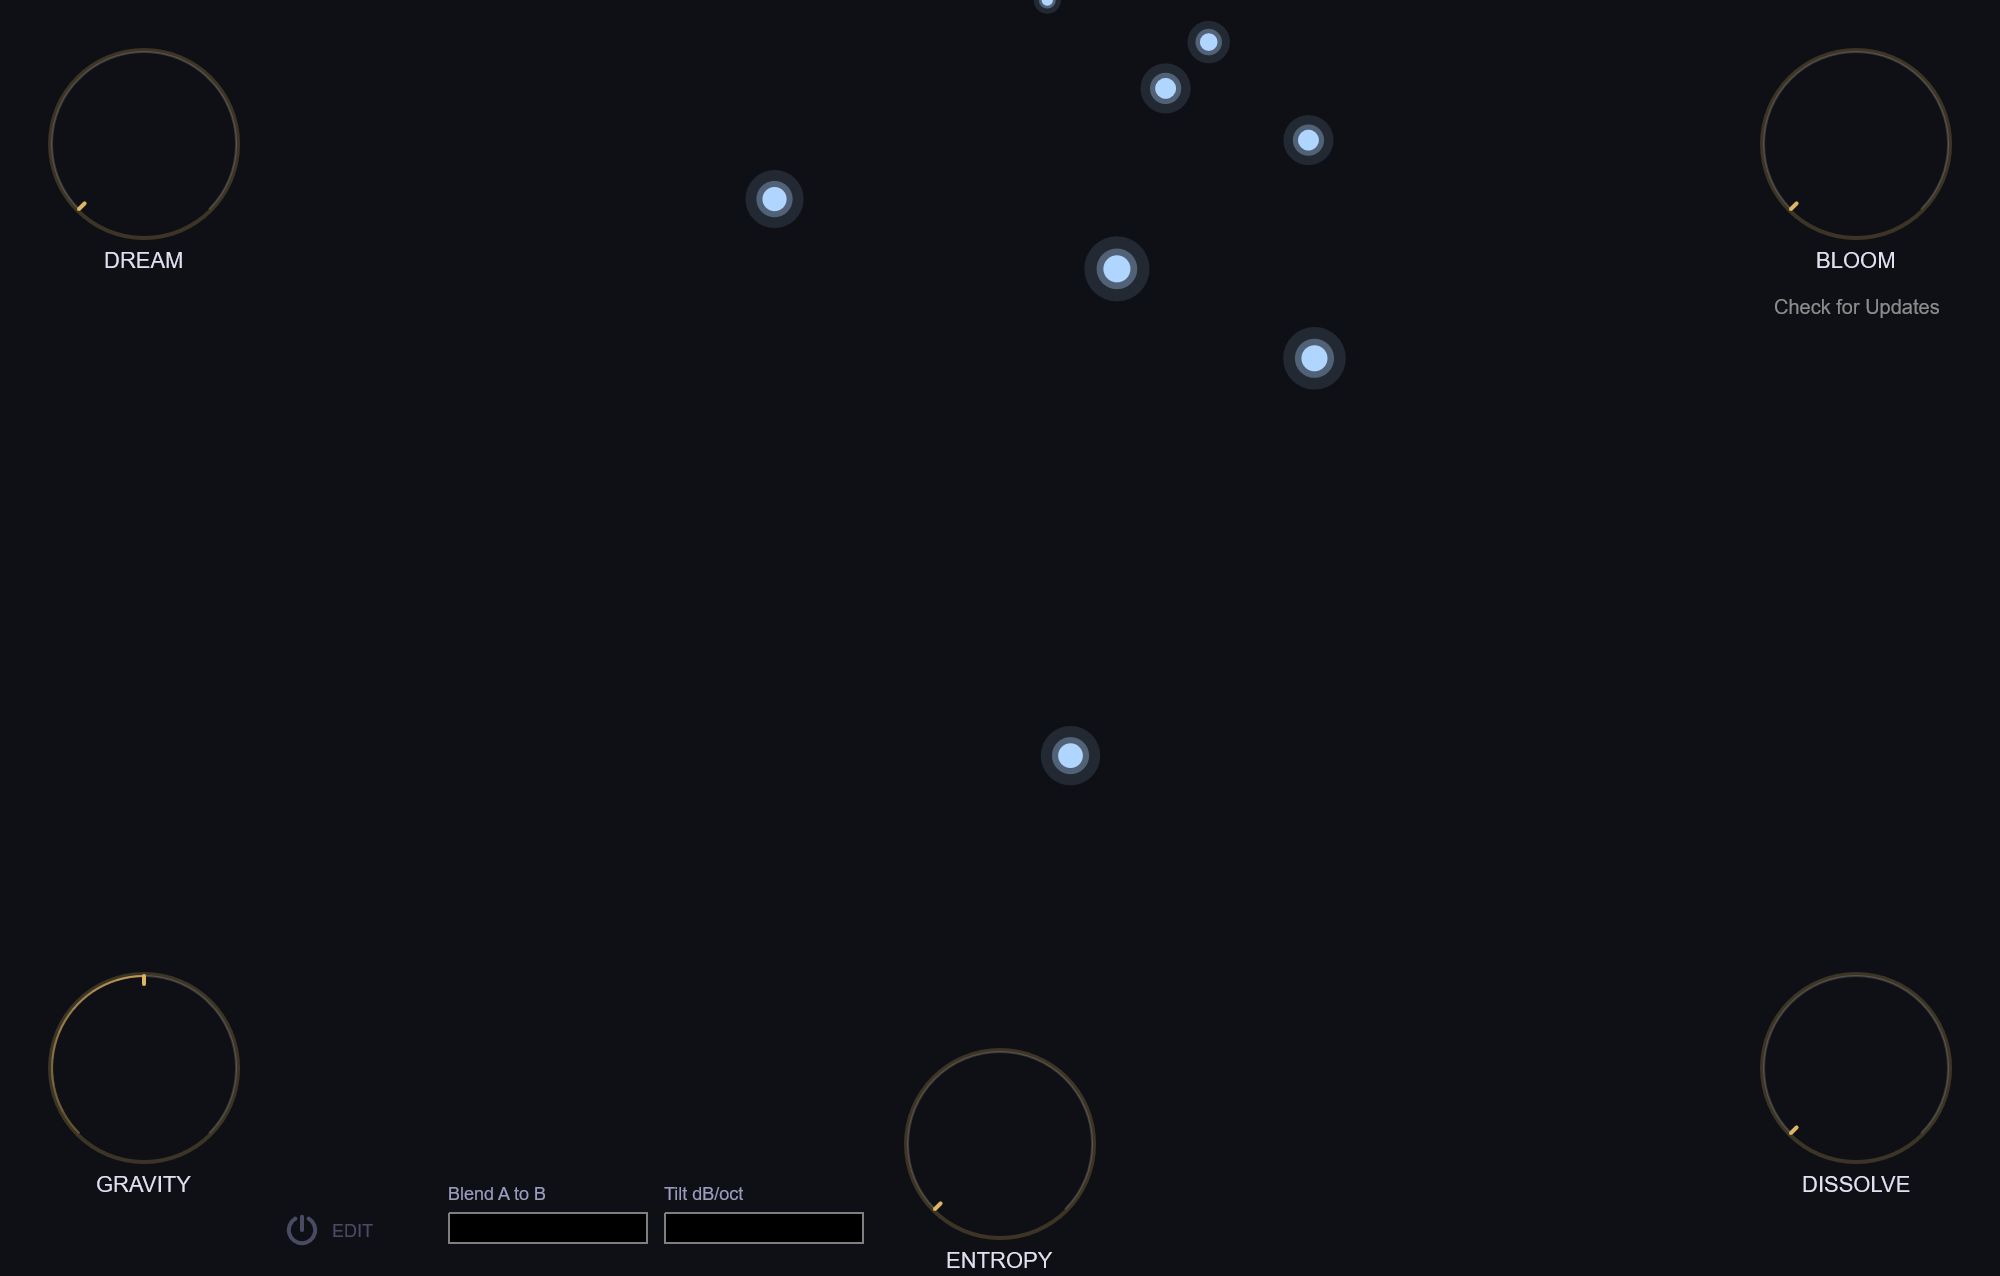 DREAM
BLOOM
Check for Updates
GRAVITY
DISSOLVE
Blend A to B
Tilt dB/oct
EDIT
ENTROPY